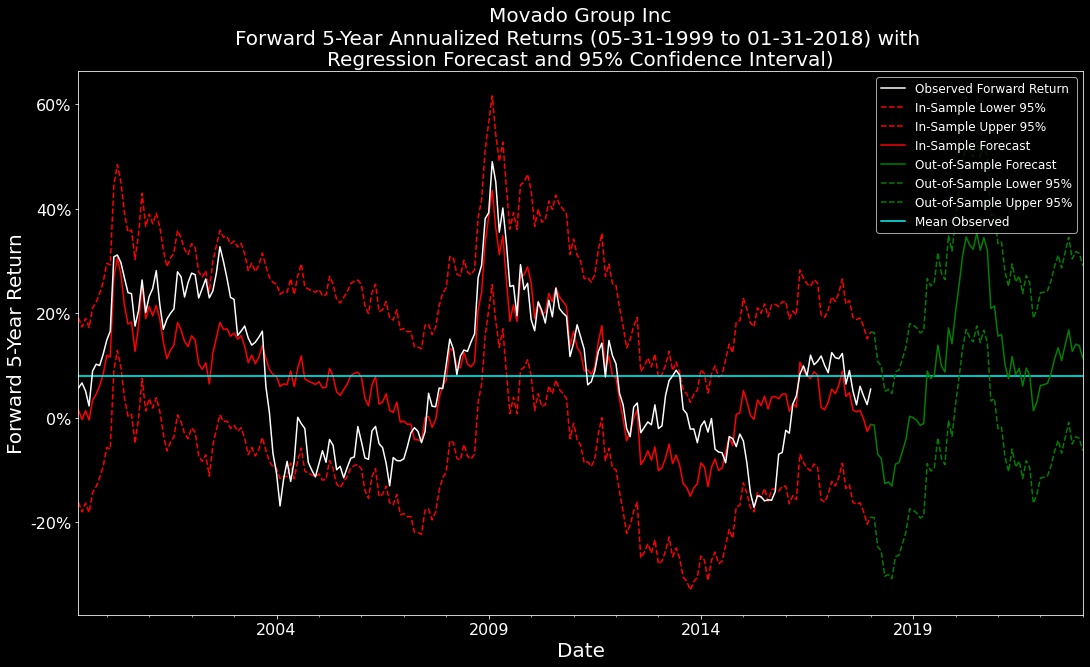 Movado Group Inc
Forward 5-Year Annualized Returns (05-31-1999 to 01-31-2018) with
Regression Forecast and 95% Confidence Interval)
Observed Forward Return
In-Sample Lower 95%
In-Sample Upper 95%
In-Sample Forecast
Out-of-Sample Forecast
Out-of-Sample Lower 95%
Out-of-Sample Upper 95%
Mean Observed
Forward 5-Year Return
60%
40%
20%
0%
-20%
2004
2009
2014
2019
Date